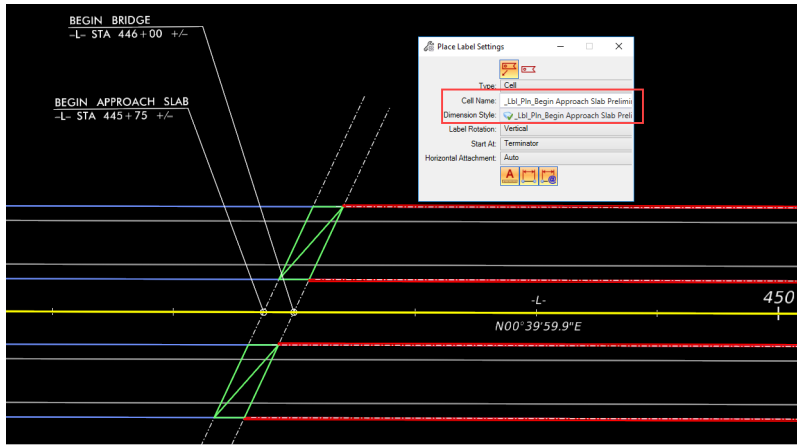 BEGIN BRIDGE
-L- STA 446+00 +/-
BEGIN APPROACH SLAB
-L- STA 445+75 +/-
Place Label Settings
Type: Cell
Cell Name: _Lbl_Pln_Begin Approach Slab Prelimi
Dimension Style: _Lbl_Pln_Begin Approach Slab Preli
Label Rotation: Vertical
Start At: Terminator
Horizontal Attachment: Auto
A
-L-
450
N00°39'59.9"E